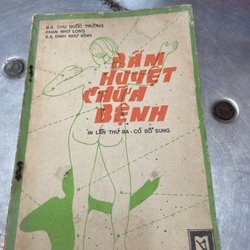 B.S. CHU QUỐC TRƯỜNG
PHAN NHƯ LONG
B.S. ĐINH NHƯ BÌNH
BẤM
HUYỆT
CHỮA
BỆNH
IN LẦN THỨ BA - CÓ BỔ SUNG